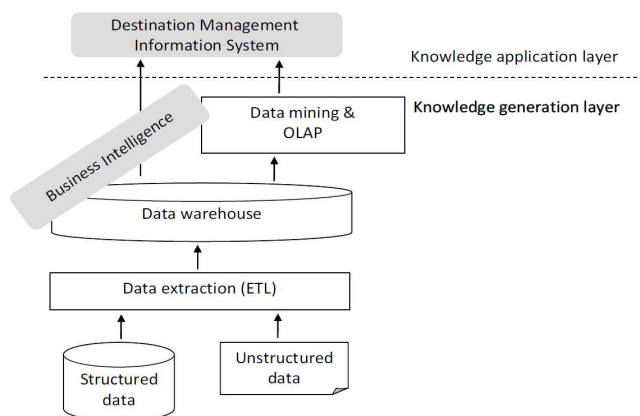 Destination Management
Information System
Knowledge application layer
Knowledge generation layer
Data mining &
OLAP
Business Intelligence
Data warehouse
Data extraction (ETL)
Structured
data
Unstructured
data